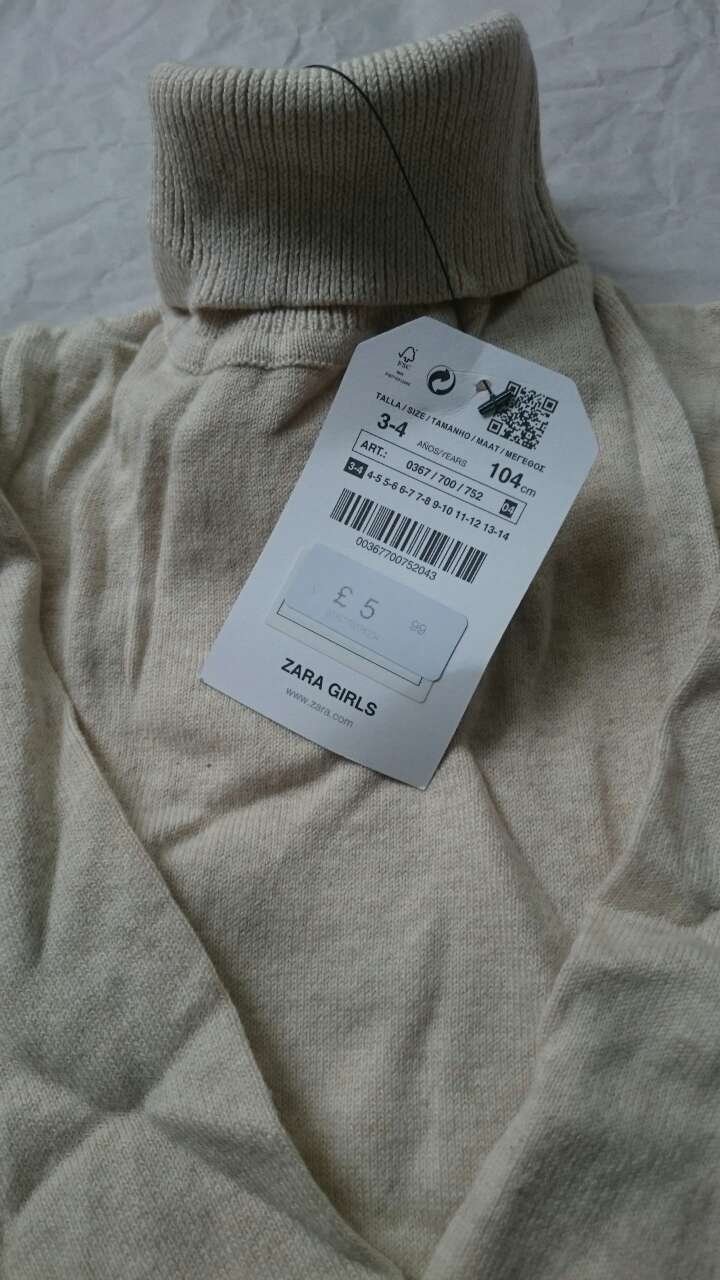 FSC
TALLA / SIZE / TAMANHO / MAAT / ΜΕΓΕΘΟΣ
3-4 AÑOS/YEARS 104cm
ART.: 0367 / 700 / 752 04
3-4 4-5 5-6 6-7 7-8 9-10 11-12 13-14
00367700752043
£ 5 99
ZARA GIRLS
www.zara.com